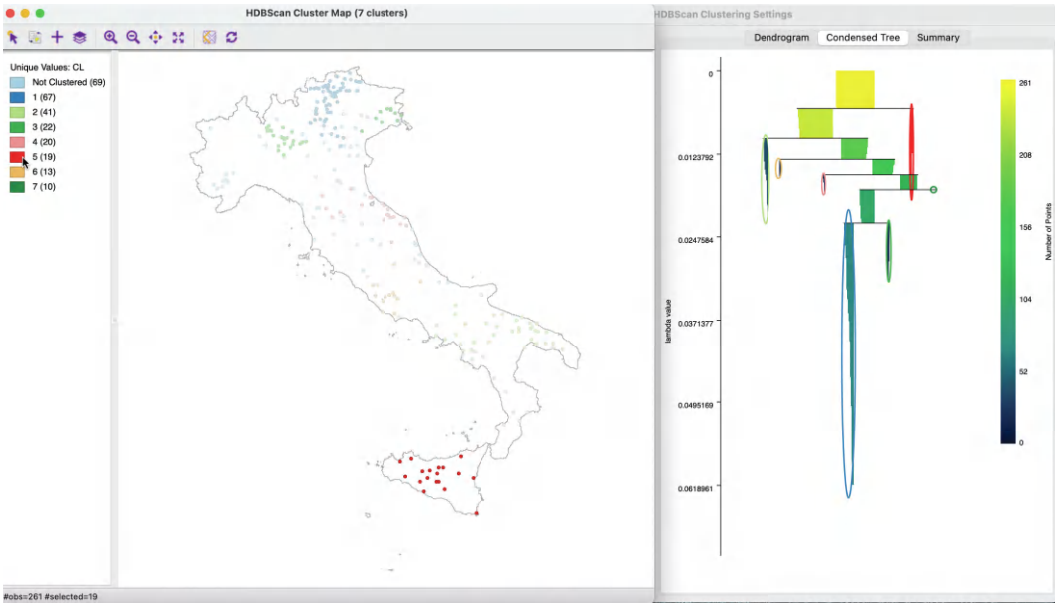 HDBScan Cluster Map (7 clusters)
Unique Values: CL
Not Clustered (69)
1 (67)
2 (41)
3 (22)
4 (20)
5 (19)
6 (13)
7 (10)
#obs=261 #selected=19
HDBScan Clustering Settings
Dendrogram Condensed Tree Summary
0
0.0123792
0.0247584
0.0371377
0.0495169
0.0618961
lambda value
261
208
156
104
52
0
Number of Points